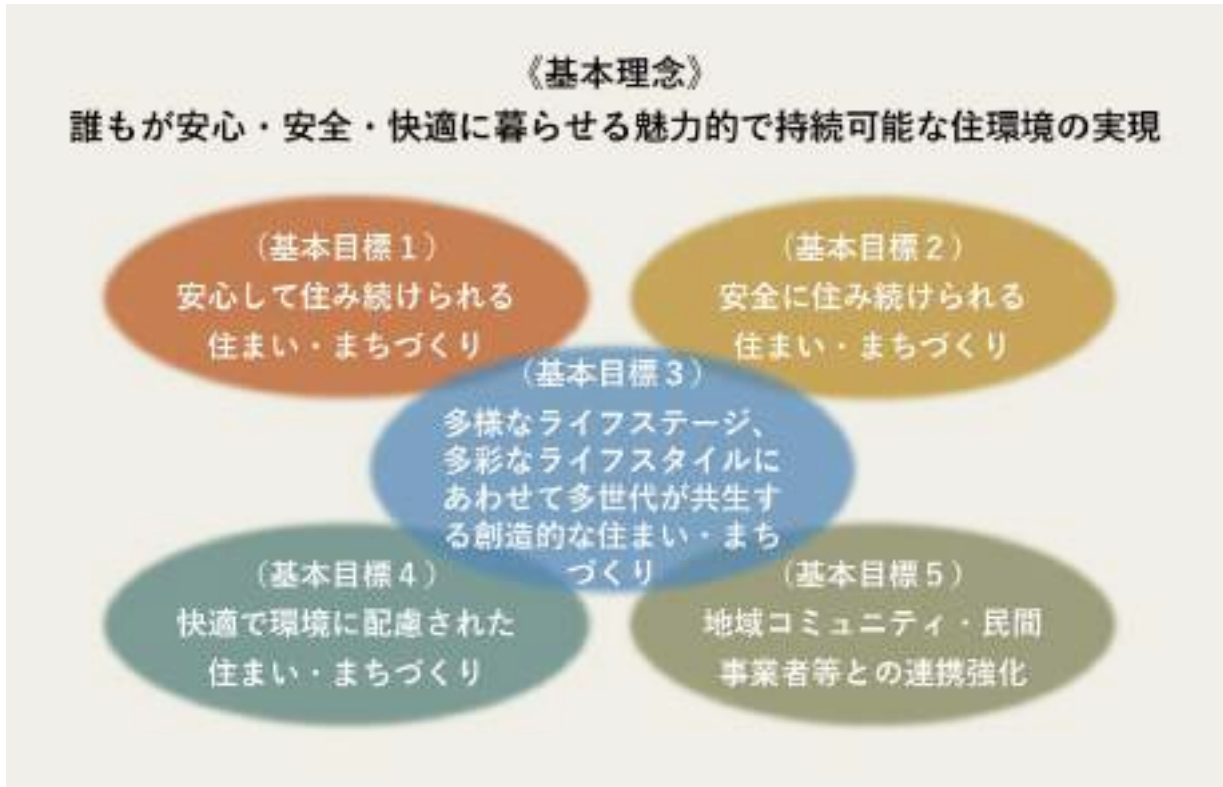 《基本理念》
誰もが安心・安全・快適に暮らせる魅力的で持続可能な住環境の実現
（基本目標１）
安心して住み続けられる
住まい・まちづくり
（基本目標２）
安全に住み続けられる
住まい・まちづくり
（基本目標３）
多様なライフステージ、
多彩なライフスタイルに
あわせて多世代が共生す
る創造的な住まい・まち
づくり
（基本目標４）
快適で環境に配慮された
住まい・まちづくり
（基本目標５）
地域コミュニティ・民間
事業者等との連携強化